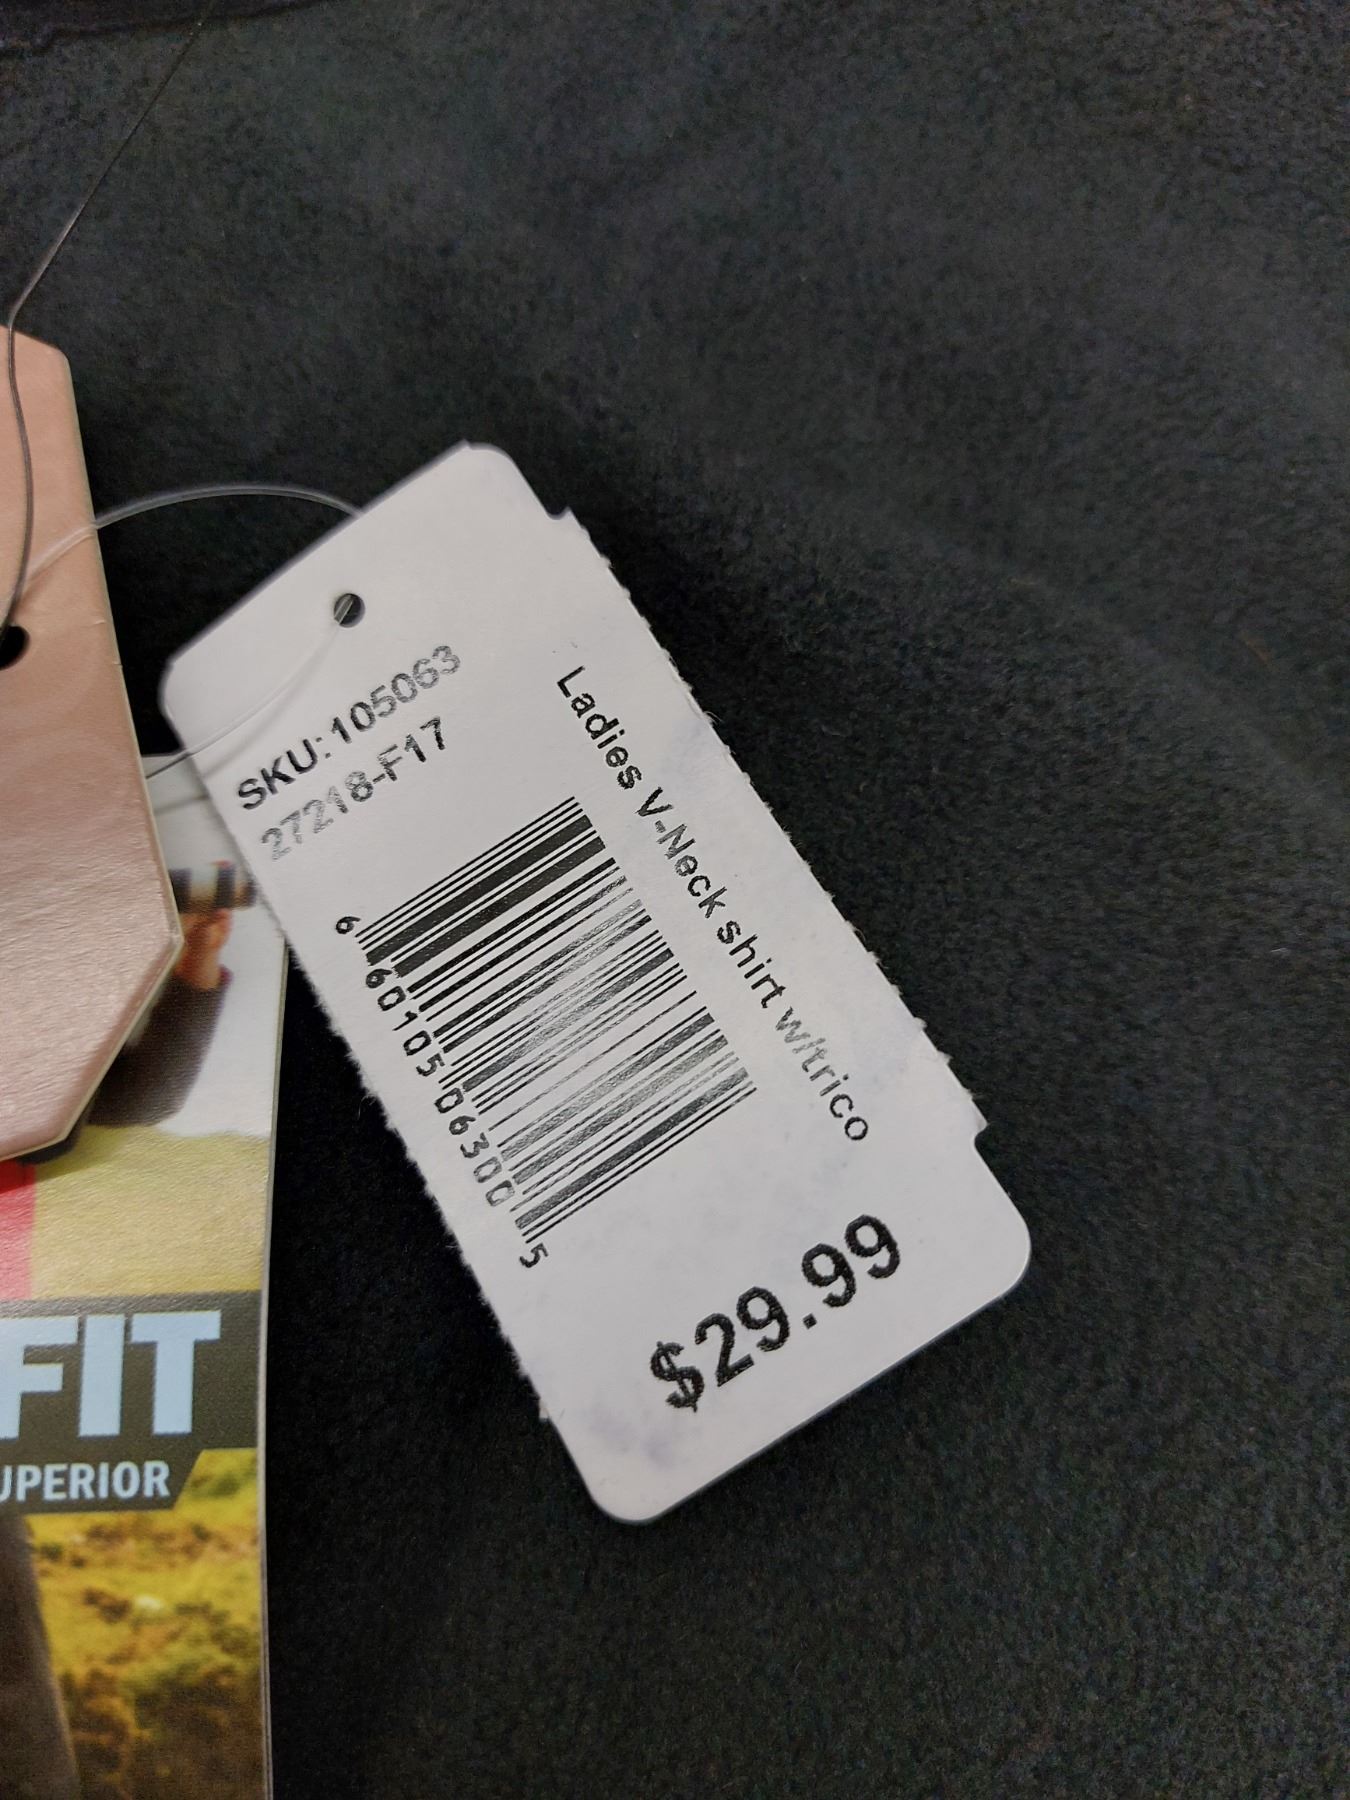 SKU:105063
27218-F17
Ladies V-Neck shirt w/trico
6 60105 06300 5
$29.99
FIT
UPERIOR